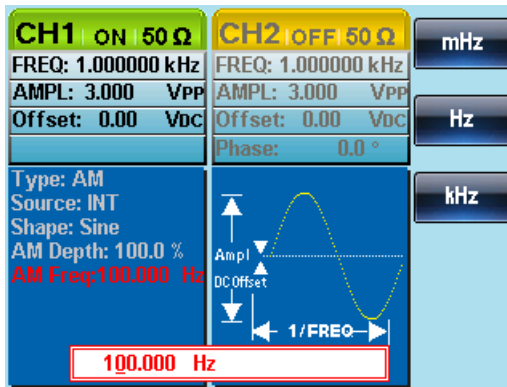 CH1 ON 50 Ω
FREQ: 1.000000 kHz
AMPL: 3.000 VPP
Offset: 0.00 VDC
CH2 OFF 50 Ω
FREQ: 1.000000 kHz
AMPL: 3.000 VPP
Offset: 0.00 VDC
Phase: 0.0 °
mHz
Hz
kHz
Type: AM
Source: INT
Shape: Sine
AM Depth: 100.0 %
AM Freq:100.000 Hz
Ampl
DC Offset
1/FREQ
100.000 Hz